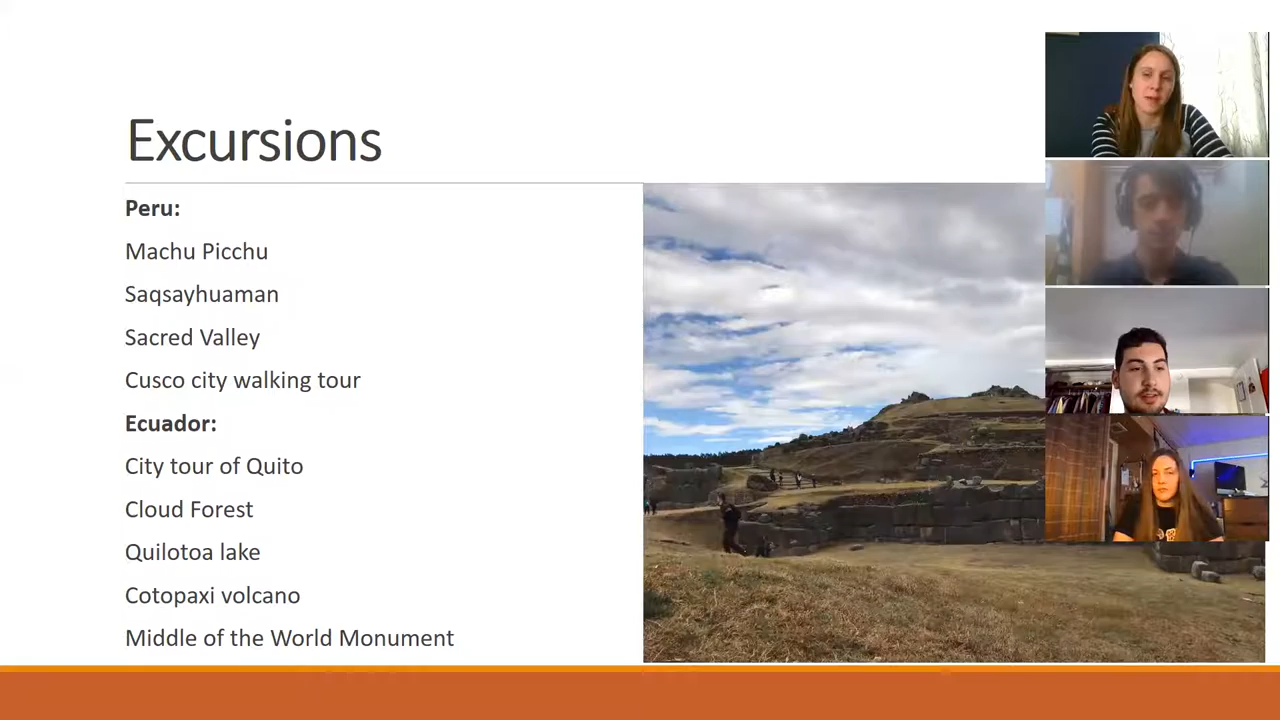 Excursions
Peru:
Machu Picchu
Saqsayhuaman
Sacred Valley
Cusco city walking tour
Ecuador:
City tour of Quito
Cloud Forest
Quilotoa lake
Cotopaxi volcano
Middle of the World Monument